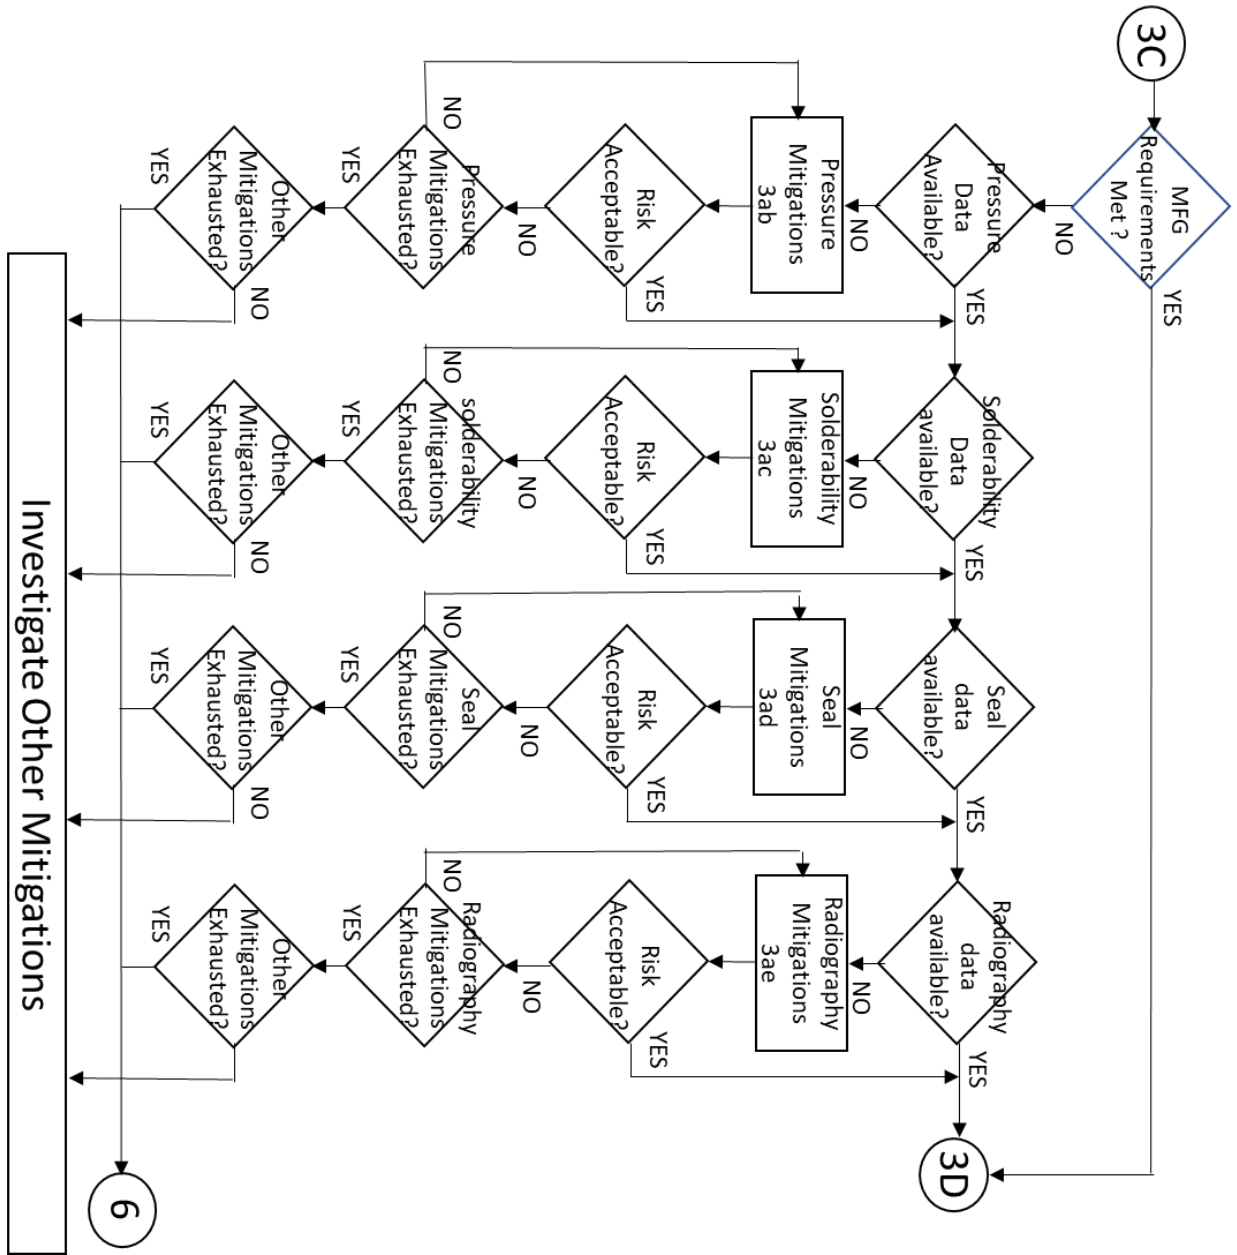 3C
MFG
Requirements
Met ?
YES
NO
Pressure
Data
Available?
YES
NO
Pressure
Mitigations
3ab
Risk
Acceptable?
YES
NO
Pressure
Mitigations
Exhausted?
NO
YES
Other
Mitigations
Exhausted?
NO
YES
Solderability
Data
available?
YES
NO
Solderability
Mitigations
3ac
Risk
Acceptable?
YES
NO
solderability
Mitigations
Exhausted?
NO
YES
Other
Mitigations
Exhausted?
NO
YES
Seal
data
available?
YES
NO
Seal
Mitigations
3ad
Risk
Acceptable?
YES
NO
Seal
Mitigations
Exhausted?
NO
YES
Other
Mitigations
Exhausted?
NO
YES
Radiography
data
available?
YES
NO
Radiography
Mitigations
3ae
Risk
Acceptable?
YES
NO
Radiography
Mitigations
Exhausted?
NO
YES
Other
Mitigations
Exhausted?
YES
3D
6
Investigate Other Mitigations